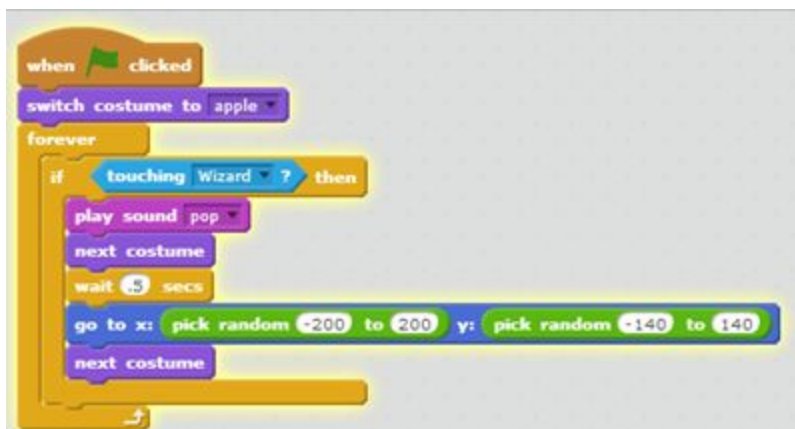 when clicked
switch costume to apple
forever
if touching Wizard ? then
play sound pop
next costume
wait .5 secs
go to x: pick random -200 to 200 y: pick random -140 to 140
next costume